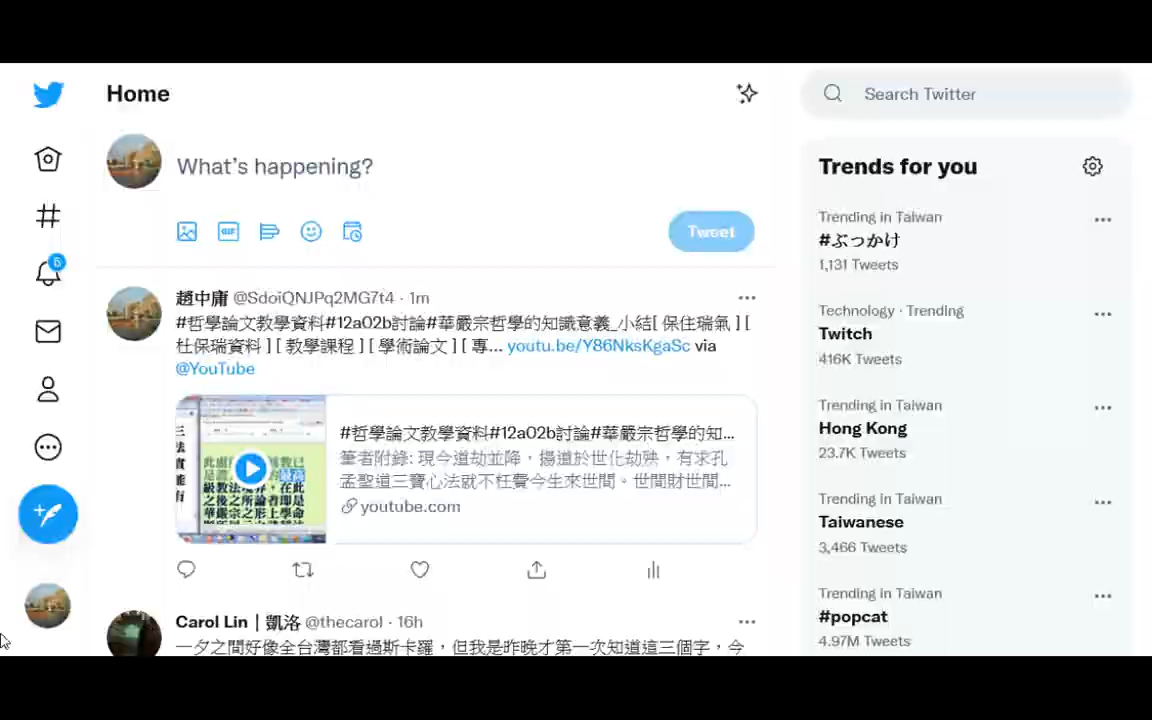 Home
Search Twitter
What's happening?
GIF
Tweet
5
趙中庸 @SdoiQNJPq2MG7t4 · 1m
#哲學論文教學資料#12a02b討論#華嚴宗哲學的知識意義_小結[ 保住瑞氣 ] [
杜保瑞資料 ] [ 教學課程 ] [ 學術論文 ] [ 專... youtu.be/Y86NksKgaSc via
@YouTube
#哲學論文教學資料#12a02b討論#華嚴宗哲學的知...
筆者附錄: 現今道劫並降，揚道於世化劫殃，有求孔
孟聖道三寶心法就不枉費今生來世間。世間財世間...
youtube.com
Carol Lin｜凱洛 @thecarol · 16h
一夕之間好像全台灣都看過斯卡羅，但我是昨晚才第一次知道這三個字，今
Trends for you
Trending in Taiwan
#ぶっかけ
1,131 Tweets
Technology · Trending
Twitch
416K Tweets
Trending in Taiwan
Hong Kong
23.7K Tweets
Trending in Taiwan
Taiwanese
3,466 Tweets
Trending in Taiwan
#popcat
4.97M Tweets